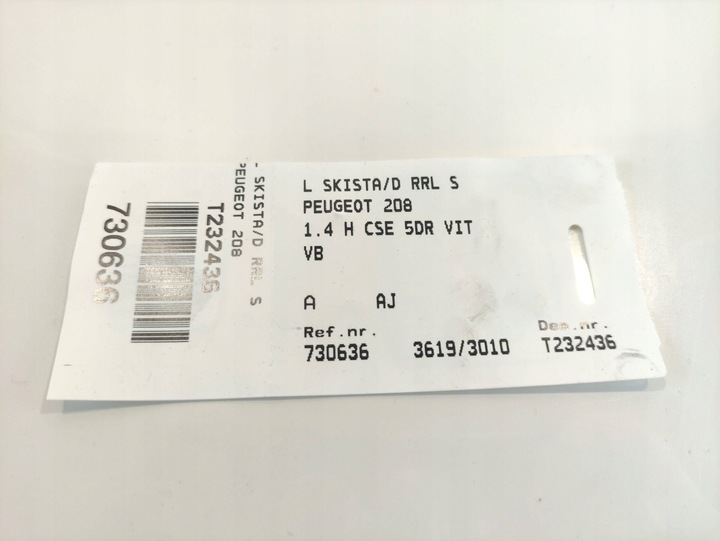 730636
T232436
SKISTA/D RRL S
PEUGEOT 208
L SKISTA/D RRL S
PEUGEOT 208
1.4 H CSE 5DR VIT
VB
A AJ
Ref.nr. Dem.nr.
730636 3619/3010 T232436